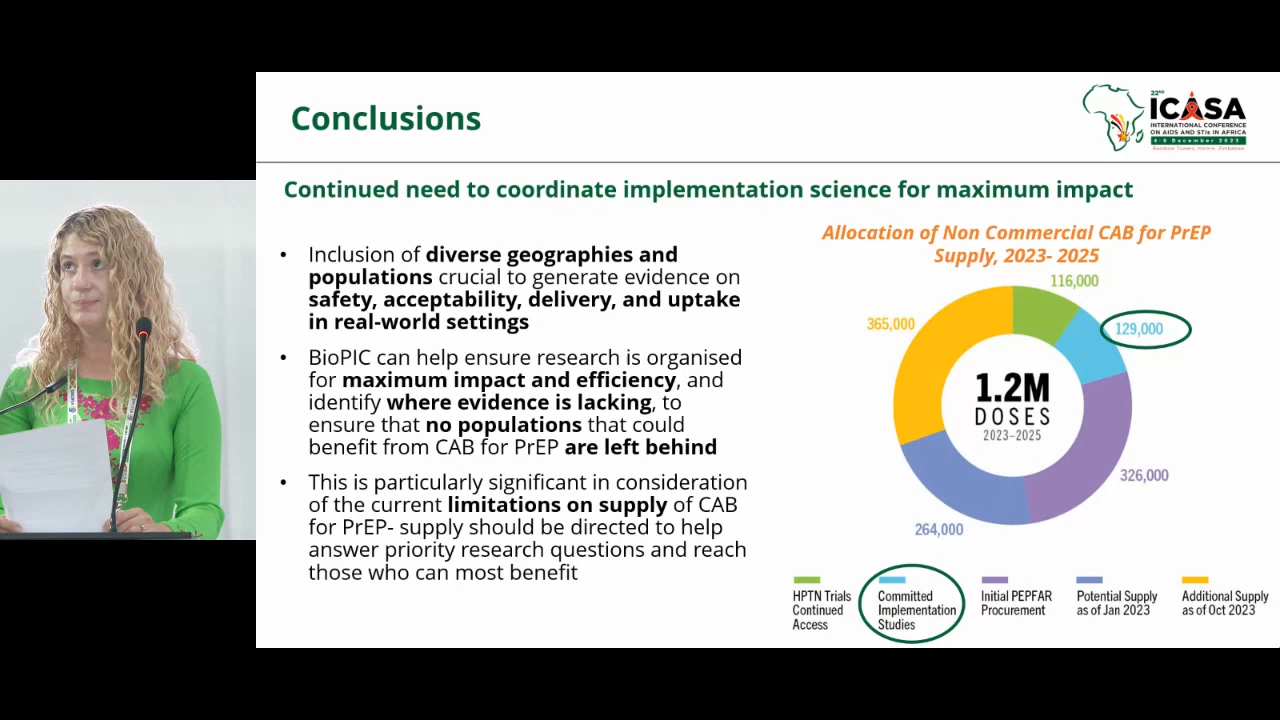 Conclusions
22ND
ICASA
INTERNATIONAL CONFERENCE
ON AIDS AND STIs IN AFRICA
4-9 December 2023
Rainbow Towers, Harare, Zimbabwe
Continued need to coordinate implementation science for maximum impact
• Inclusion of diverse geographies and
populations crucial to generate evidence on
safety, acceptability, delivery, and uptake
in real-world settings
• BioPIC can help ensure research is organised
for maximum impact and efficiency, and
identify where evidence is lacking, to
ensure that no populations that could
benefit from CAB for PrEP are left behind
• This is particularly significant in consideration
of the current limitations on supply of CAB
for PrEP- supply should be directed to help
answer priority research questions and reach
those who can most benefit
Allocation of Non Commercial CAB for PrEP
Supply, 2023- 2025
116,000
365,000
129,000
1.2M
DOSES
2023–2025
326,000
264,000
HPTN Trials
Continued
Access
Committed
Implementation
Studies
Initial PEPFAR
Procurement
Potential Supply
as of Jan 2023
Additional Supply
as of Oct 2023